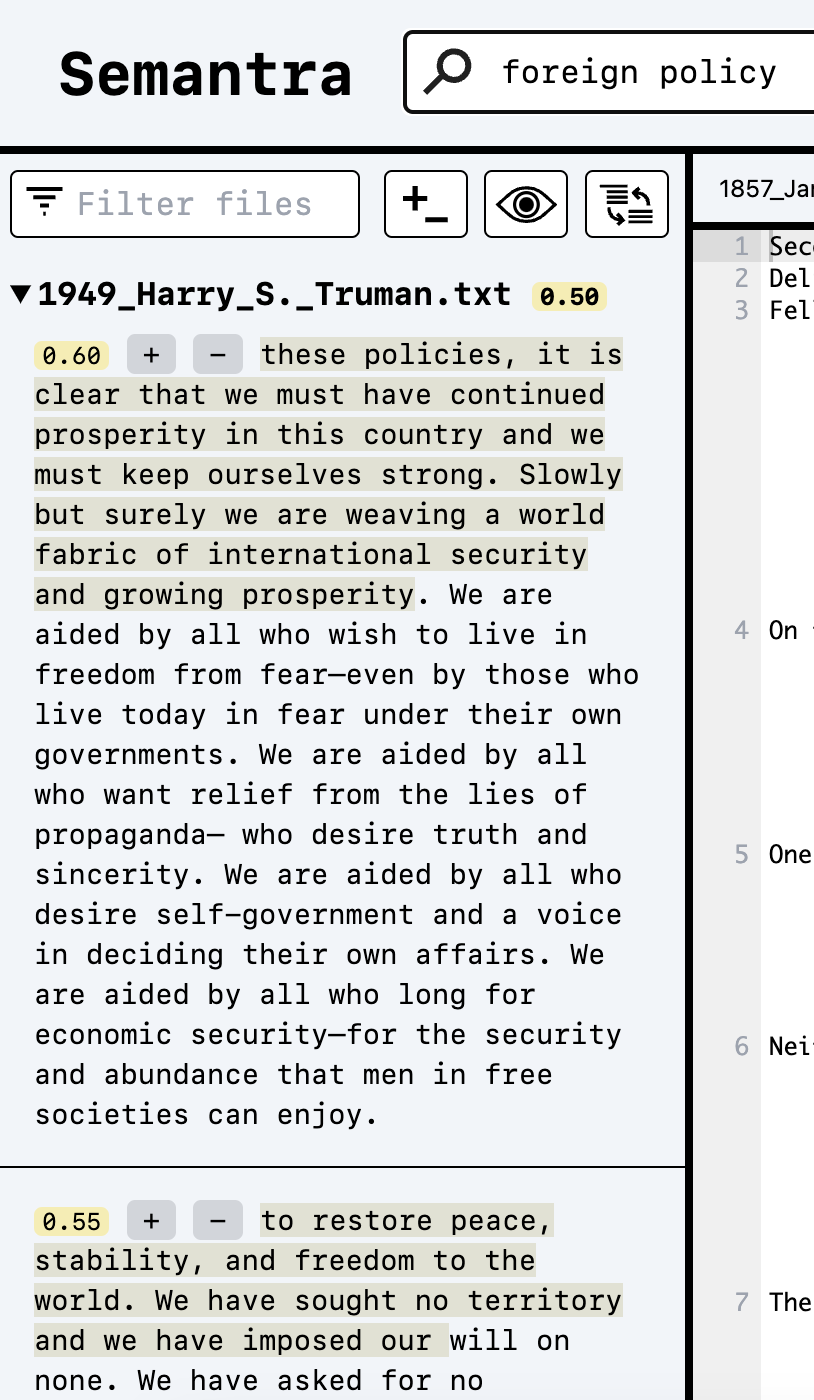 Semantra
foreign policy
Filter files
▼ 1949_Harry_S._Truman.txt 0.50
0.60 + − these policies, it is
clear that we must have continued
prosperity in this country and we
must keep ourselves strong. Slowly
but surely we are weaving a world
fabric of international security
and growing prosperity. We are
aided by all who wish to live in
freedom from fear—even by those who
live today in fear under their own
governments. We are aided by all
who want relief from the lies of
propaganda— who desire truth and
sincerity. We are aided by all who
desire self-government and a voice
in deciding their own affairs. We
are aided by all who long for
economic security—for the security
and abundance that men in free
societies can enjoy.
0.55 + − to restore peace,
stability, and freedom to the
world. We have sought no territory
and we have imposed our will on
none. We have asked for no
1857_Jar
1 Seco
2 Del
3 Fel
4 On
5 One
6 Nei
7 The